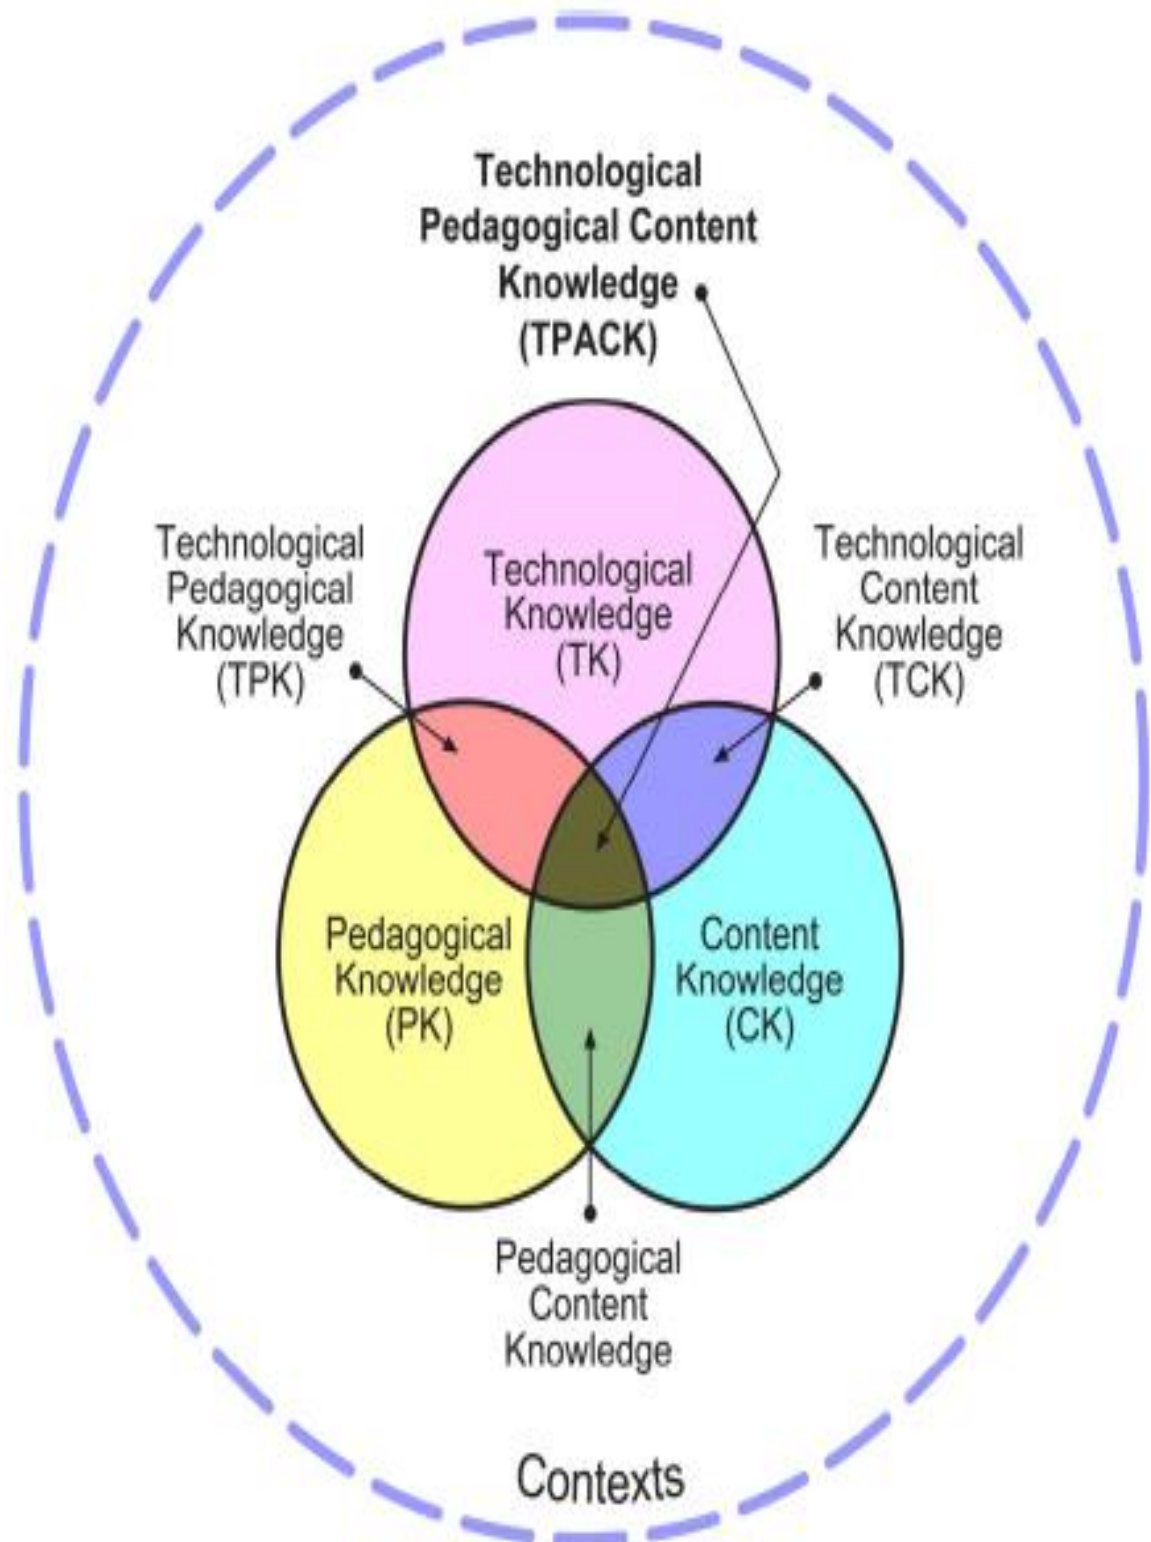 Technological
Pedagogical Content
Knowledge
(TPACK)
Technological
Pedagogical
Knowledge
(TPK)
Technological
Knowledge
(TK)
Technological
Content
Knowledge
(TCK)
Pedagogical
Knowledge
(PK)
Content
Knowledge
(CK)
Pedagogical
Content
Knowledge
Contexts